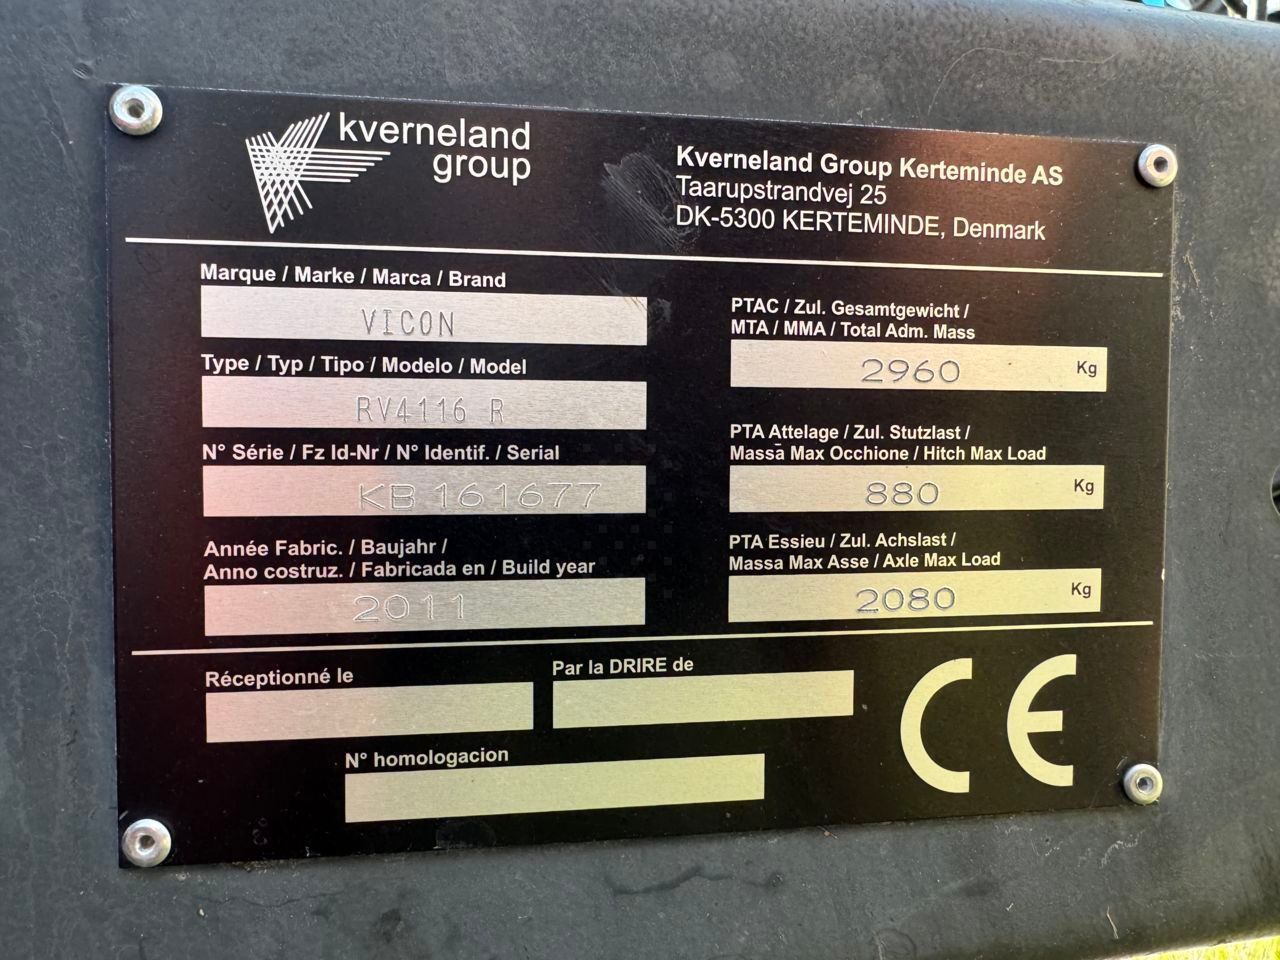 kverneland
group
Kverneland Group Kerteminde AS
Taarupstrandvej 25
DK-5300 KERTEMINDE, Denmark
Marque / Marke / Marca / Brand
VICON
Type / Typ / Tipo / Modelo / Model
RV4116 R
N° Série / Fz Id-Nr / N° Identif. / Serial
KB161677
Année Fabric. / Baujahr /
Anno costruz. / Fabricada en / Build year
2011
PTAC / Zul. Gesamtgewicht /
MTA / MMA / Total Adm. Mass
2960 Kg
PTA Attelage / Zul. Stutzlast /
Massā Max Occhione / Hitch Max Load
880 Kg
PTA Essieu / Zul. Achslast /
Massa Max Asse / Axle Max Load
2080 Kg
Réceptionné le
Par la DRIRE de
N° homologacion
CE